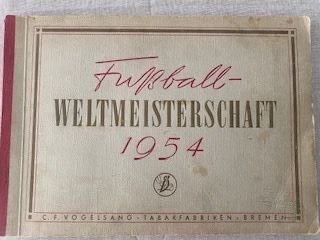 Fußball-
WELTMEISTERSCHAFT
1954
C.F. VOGELSANG · TABAKFABRIKEN · BREMEN